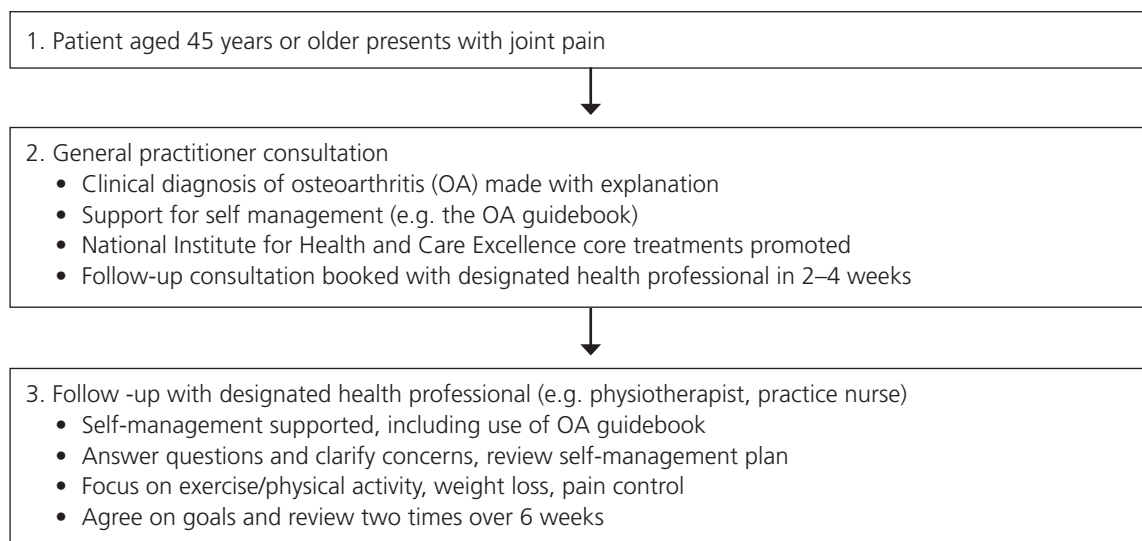 1. Patient aged 45 years or older presents with joint pain
2. General practitioner consultation
• Clinical diagnosis of osteoarthritis (OA) made with explanation
• Support for self management (e.g. the OA guidebook)
• National Institute for Health and Care Excellence core treatments promoted
• Follow-up consultation booked with designated health professional in 2–4 weeks
3. Follow -up with designated health professional (e.g. physiotherapist, practice nurse)
• Self-management supported, including use of OA guidebook
• Answer questions and clarify concerns, review self-management plan
• Focus on exercise/physical activity, weight loss, pain control
• Agree on goals and review two times over 6 weeks